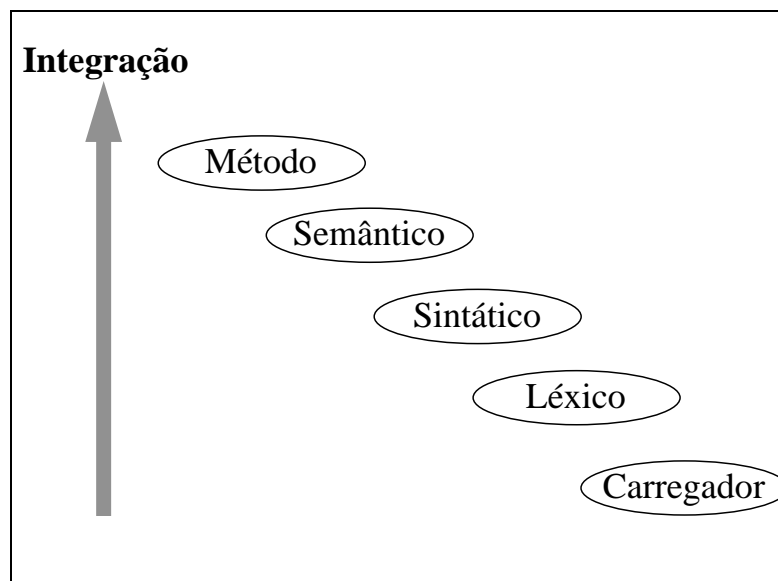 Integração
Método
Semântico
Sintático
Léxico
Carregador